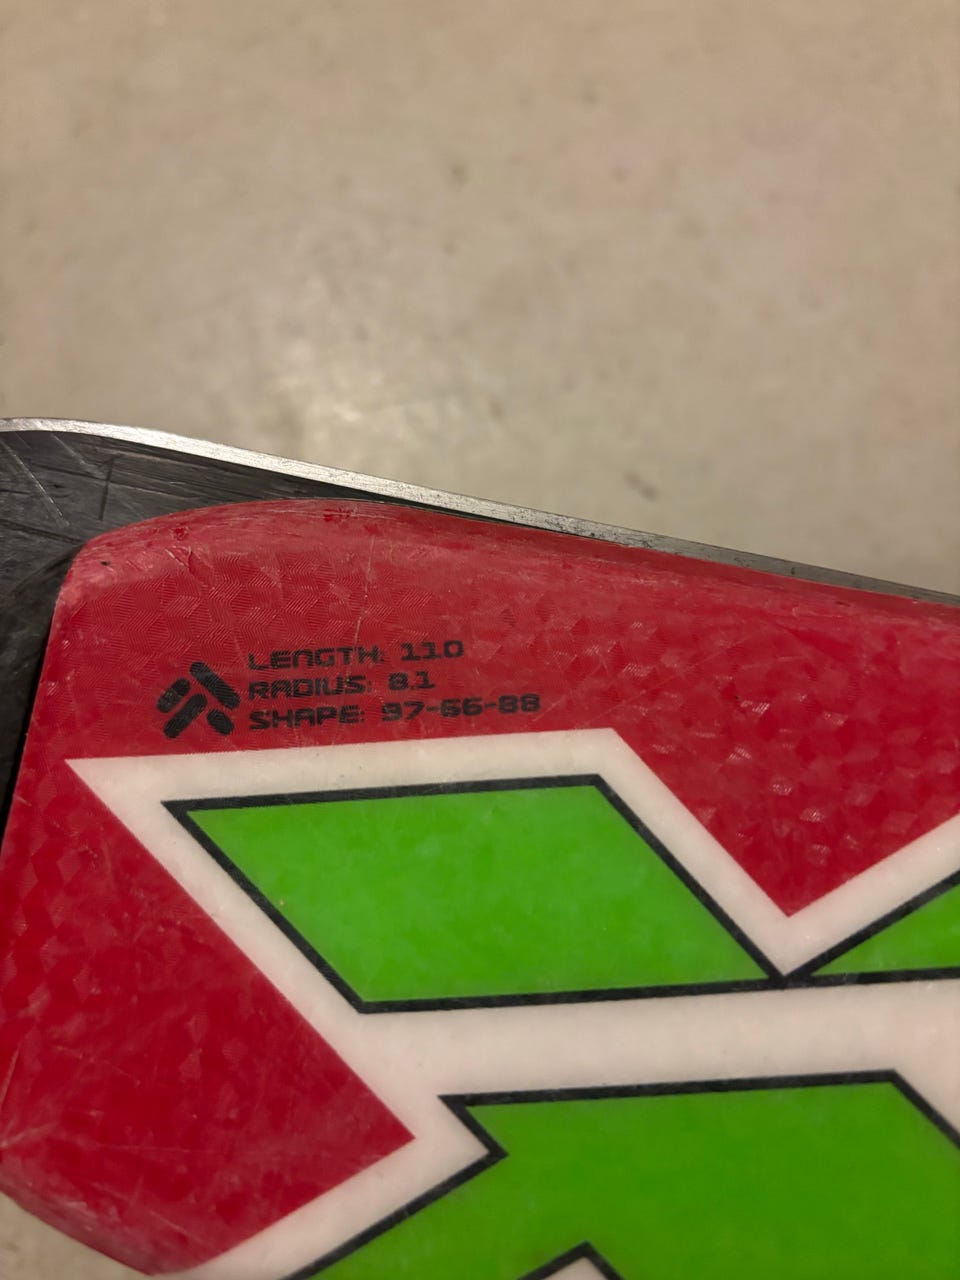 LENGTH: 110
RADIUS: 8.1
SHAPE: 97-66-88